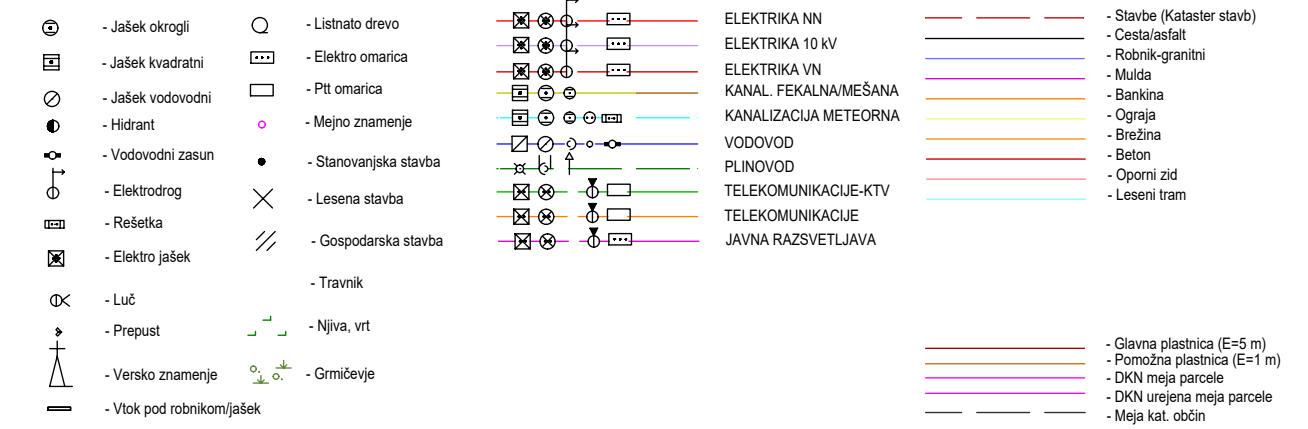 - Jašek okrogli
- Jašek kvadratni
- Jašek vodovodni
- Hidrant
- Vodovodni zasun
- Elektrodrog
- Rešetka
- Elektro jašek
- Luč
- Prepust
- Versko znamenje
- Vtok pod robnikom/jašek
- Listnato drevo
- Elektro omarica
- Ptt omarica
- Mejno znamenje
- Stanovanjska stavba
- Lesena stavba
- Gospodarska stavba
- Travnik
- Njiva, vrt
- Grmičevje
ELEKTRIKA NN
ELEKTRIKA 10 kV
ELEKTRIKA VN
KANAL. FEKALNA/MEŠANA
KANALIZACIJA METEORNA
VODOVOD
PLINOVOD
TELEKOMUNIKACIJE-KTV
TELEKOMUNIKACIJE
JAVNA RAZSVETLJAVA
- Stavbe (Kataster stavb)
- Cesta/asfalt
- Robnik-granitni
- Mulda
- Bankina
- Ograja
- Brežina
- Beton
- Oporni zid
- Leseni tram
- Glavna plastnica (E=5 m)
- Pomožna plastnica (E=1 m)
- DKN meja parcele
- DKN urejena meja parcele
- Meja kat. občin